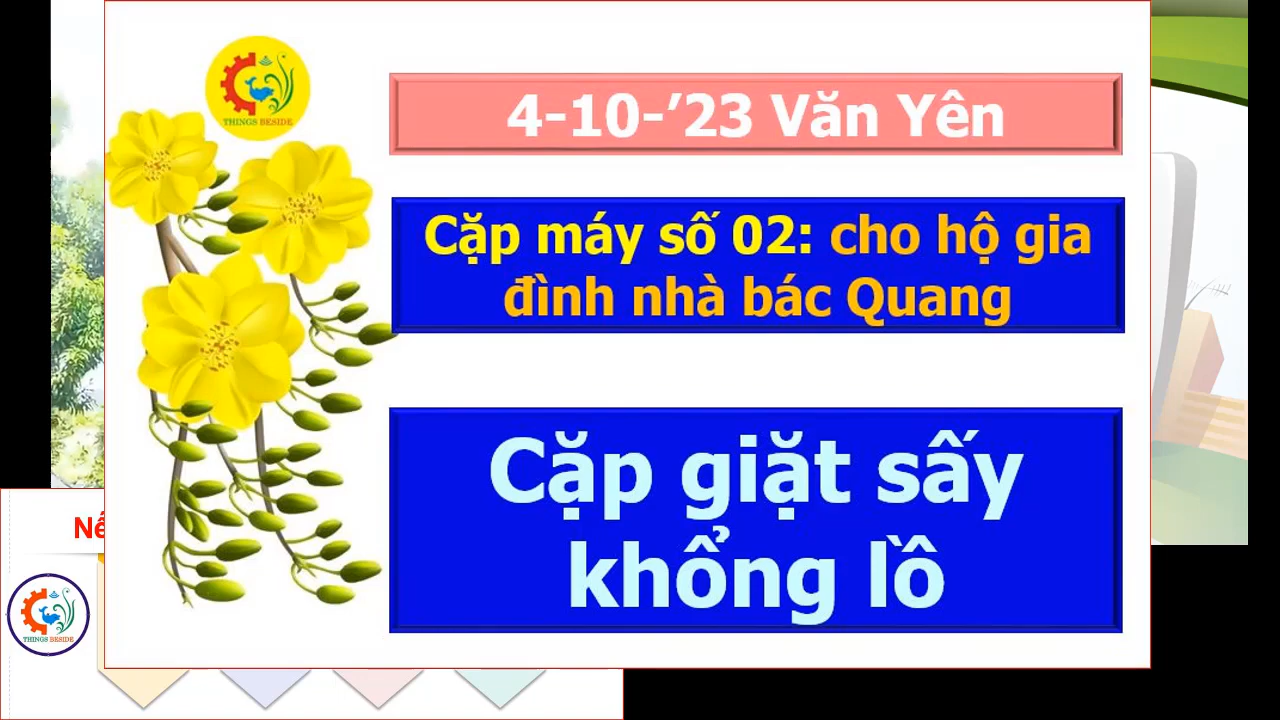 THINGS BESIDE
4-10-’23 Văn Yên
Cặp máy số 02: cho hộ gia
đình nhà bác Quang
Cặp giặt sấy
khổng lồ
THINGS BESIDE